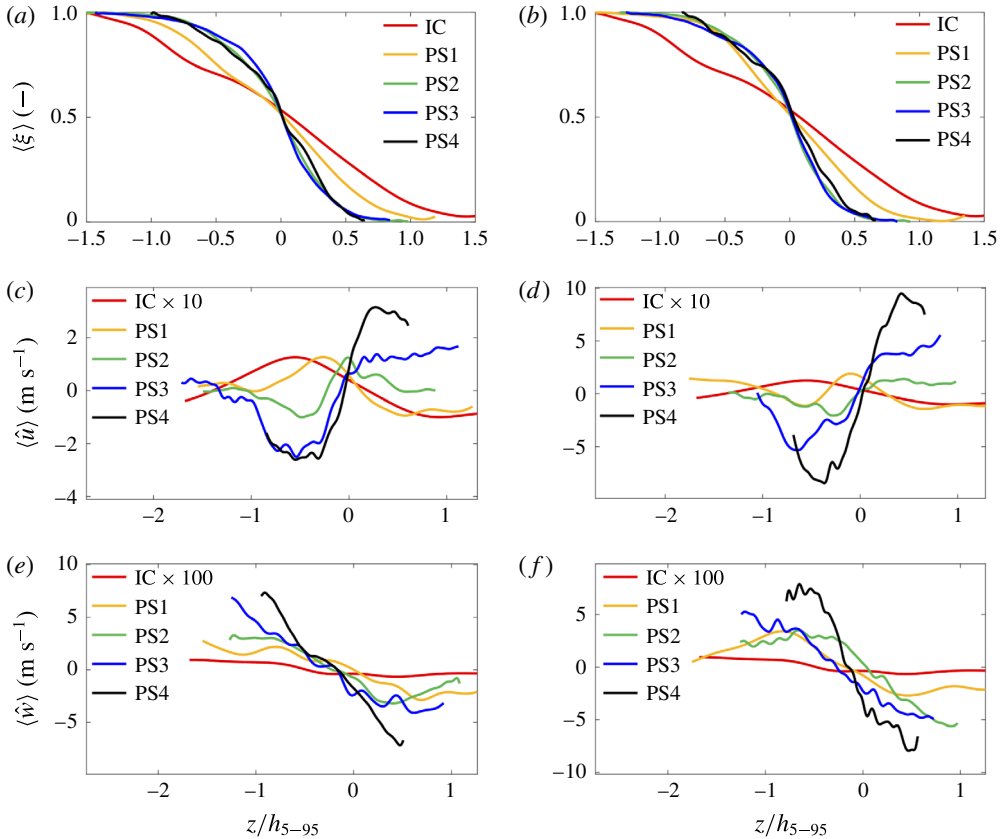 (a)
1.0
0.5
0
⟨ξ⟩ (–)
IC
PS1
PS2
PS3
PS4
−1.5 −1.0 −0.5 0 0.5 1.0 1.5
(b)
1.0
0.5
0
IC
PS1
PS2
PS3
PS4
−1.5 −1.0 −0.5 0 0.5 1.0 1.5
(c)
2
0
−2
−4
⟨û⟩ (m s⁻¹)
IC × 10
PS1
PS2
PS3
PS4
−2 −1 0 1
(d)
10
5
0
−5
IC × 10
PS1
PS2
PS3
PS4
−2 −1 0 1
(e)
10
5
0
−5
⟨ŵ⟩ (m s⁻¹)
IC × 100
PS1
PS2
PS3
PS4
−2 −1 0 1
z/h₅₋₉₅
(f)
5
0
−5
−10
IC × 100
PS1
PS2
PS3
PS4
−2 −1 0 1
z/h₅₋₉₅